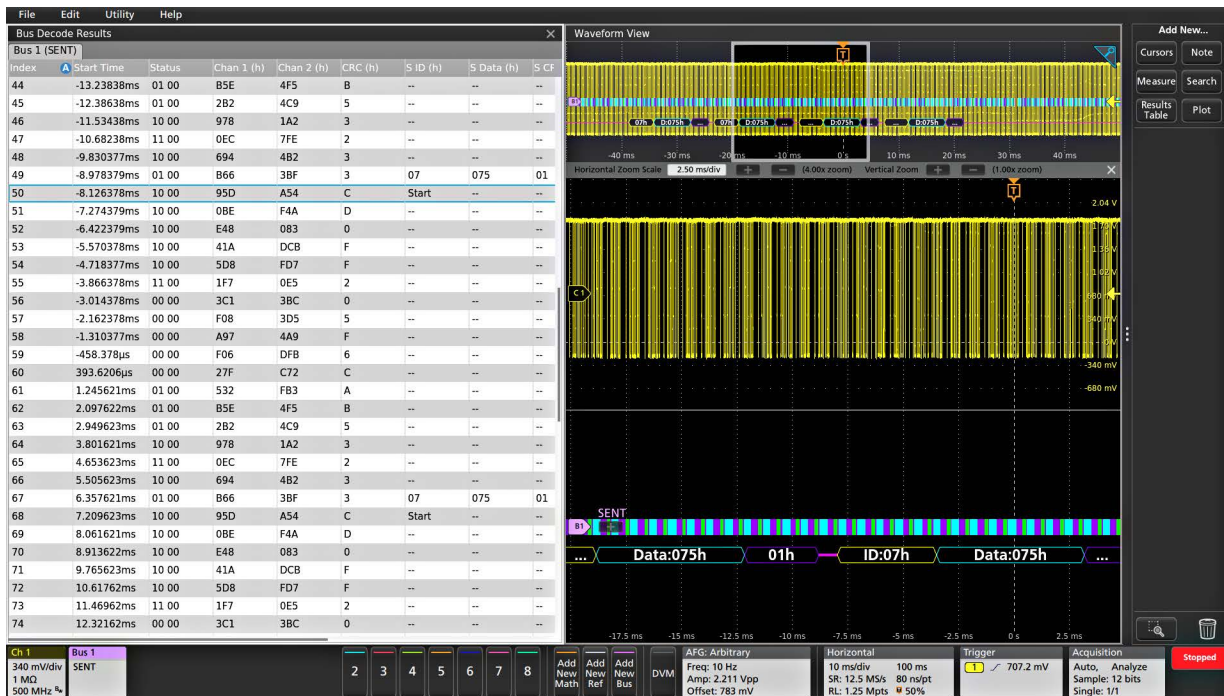 File Edit Utility Help
Bus Decode Results
Bus 1 (SENT)
Index A Start Time Status Chan 1 (h) Chan 2 (h) CRC (h) S ID (h) S Data (h) S CF
44 -13.23838ms 01 00 B5E 4F5 B -- -- --
45 -12.38638ms 01 00 2B2 4C9 5 -- -- --
46 -11.53438ms 10 00 978 1A2 3 -- -- --
47 -10.68238ms 11 00 0EC 7FE 2 -- -- --
48 -9.830377ms 10 00 694 4B2 3 -- -- --
49 -8.978379ms 01 00 B66 3BF 3 07 075 01
50 -8.126378ms 10 00 95D A54 C Start -- --
51 -7.274379ms 10 00 0BE F4A D -- -- --
52 -6.422379ms 10 00 E48 083 0 -- -- --
53 -5.570378ms 10 00 41A DCB F -- -- --
54 -4.718377ms 10 00 5D8 FD7 F -- -- --
55 -3.866378ms 11 00 1F7 0E5 2 -- -- --
56 -3.014378ms 00 00 3C1 3BC 0 -- -- --
57 -2.162378ms 00 00 F08 3D5 5 -- -- --
58 -1.310377ms 00 00 A97 4A9 F -- -- --
59 -458.378µs 00 00 F06 DFB 6 -- -- --
60 393.6206µs 00 00 27F C72 C -- -- --
61 1.245621ms 01 00 532 FB3 A -- -- --
62 2.097622ms 01 00 B5E 4F5 B -- -- --
63 2.949623ms 01 00 2B2 4C9 5 -- -- --
64 3.801621ms 10 00 978 1A2 3 -- -- --
65 4.653623ms 11 00 0EC 7FE 2 -- -- --
66 5.505623ms 10 00 694 4B2 3 -- -- --
67 6.357621ms 01 00 B66 3BF 3 07 075 01
68 7.209623ms 10 00 95D A54 C Start -- --
69 8.061621ms 10 00 0BE F4A D -- -- --
70 8.913622ms 10 00 E48 083 0 -- -- --
71 9.765623ms 10 00 41A DCB F -- -- --
72 10.61762ms 10 00 5D8 FD7 F -- -- --
73 11.46962ms 11 00 1F7 0E5 2 -- -- --
74 12.32162ms 00 00 3C1 3BC 0 -- -- --
Waveform View
T
07h D:075h ... 07h D:075h ... ... D:075h ... ... D:075h ...
-40 ms -30 ms -20 ms -10 ms 0 s 10 ms 20 ms 30 ms 40 ms
Horizontal Zoom Scale 2.50 ms/div (4.00x zoom) Vertical Zoom (1.00x zoom)
T
2.04 V
1.36 V
1.02 V
680 mV
340 mV
0 V
-340 mV
-680 mV
C1
SENT
B1
... Data:075h 01h ID:07h Data:075h ...
-17.5 ms -15 ms -12.5 ms -10 ms -7.5 ms -5 ms -2.5 ms 0 s 2.5 ms
Add New...
Cursors Note
Measure Search
Results Table Plot
Ch 1
340 mV/div
1 MΩ
500 MHz Bw
Bus 1
SENT
2 3 4 5 6 7 8
Add New Math
Add New Ref
Add New Bus
DVM
AFG: Arbitrary
Freq: 10 Hz
Amp: 2.211 Vpp
Offset: 783 mV
Horizontal
10 ms/div 100 ms
SR: 12.5 MS/s 80 ns/pt
RL: 1.25 Mpts 50%
Trigger
1 707.2 mV
Acquisition
Auto, Analyze
Sample: 12 bits
Single: 1/1
Stopped